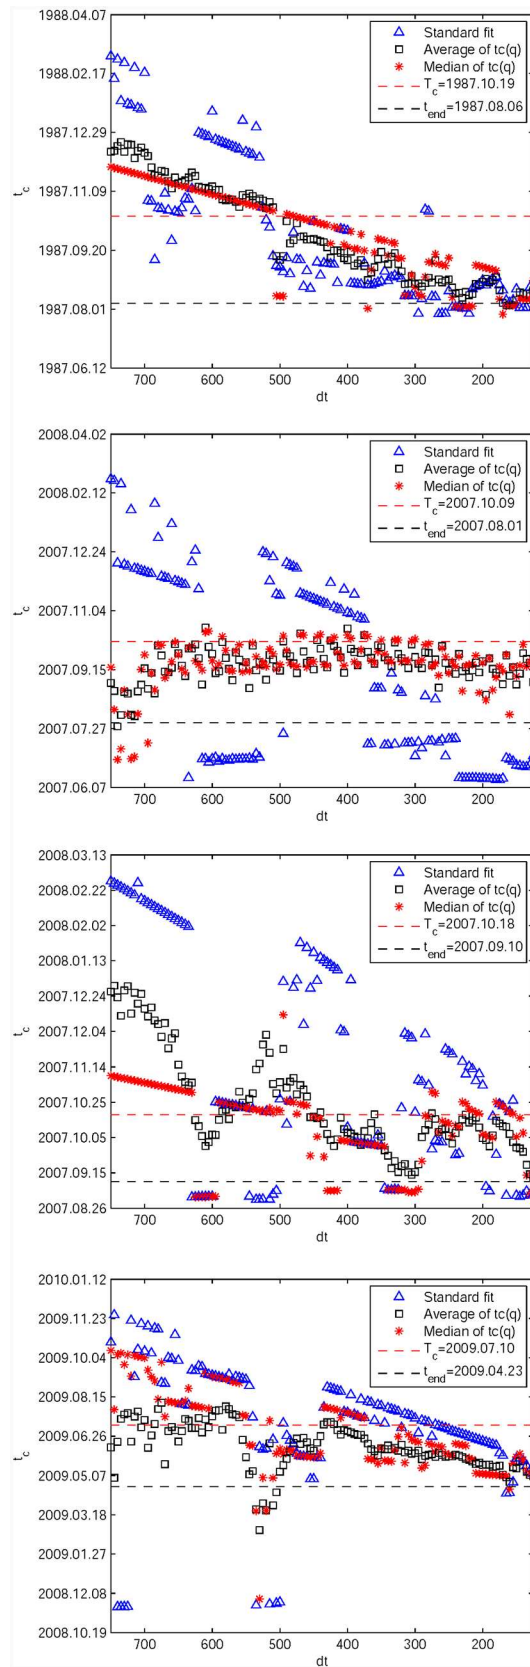 1988.04.07
Standard fit
Average of tc(q)
Median of tc(q)
T_c=1987.10.19
t_end=1987.08.06
1988.02.17
1987.12.29
1987.11.09
1987.09.20
1987.08.01
1987.06.12
t_c
700 600 500 400 300 200
dt
2008.04.02
Standard fit
Average of tc(q)
Median of tc(q)
T_c=2007.10.09
t_end=2007.08.01
2008.02.12
2007.12.24
2007.11.04
2007.09.15
2007.07.27
2007.06.07
t_c
700 600 500 400 300 200
dt
2008.03.13
Standard fit
Average of tc(q)
Median of tc(q)
T_c=2007.10.18
t_end=2007.09.10
2008.02.22
2008.02.02
2008.01.13
2007.12.24
2007.12.04
2007.11.14
2007.10.25
2007.10.05
2007.09.15
2007.08.26
t_c
700 600 500 400 300 200
dt
2010.01.12
Standard fit
Average of tc(q)
Median of tc(q)
T_c=2009.07.10
t_end=2009.04.23
2009.11.23
2009.10.04
2009.08.15
2009.06.26
2009.05.07
2009.03.18
2009.01.27
2008.12.08
2008.10.19
t_c
700 600 500 400 300 200
dt